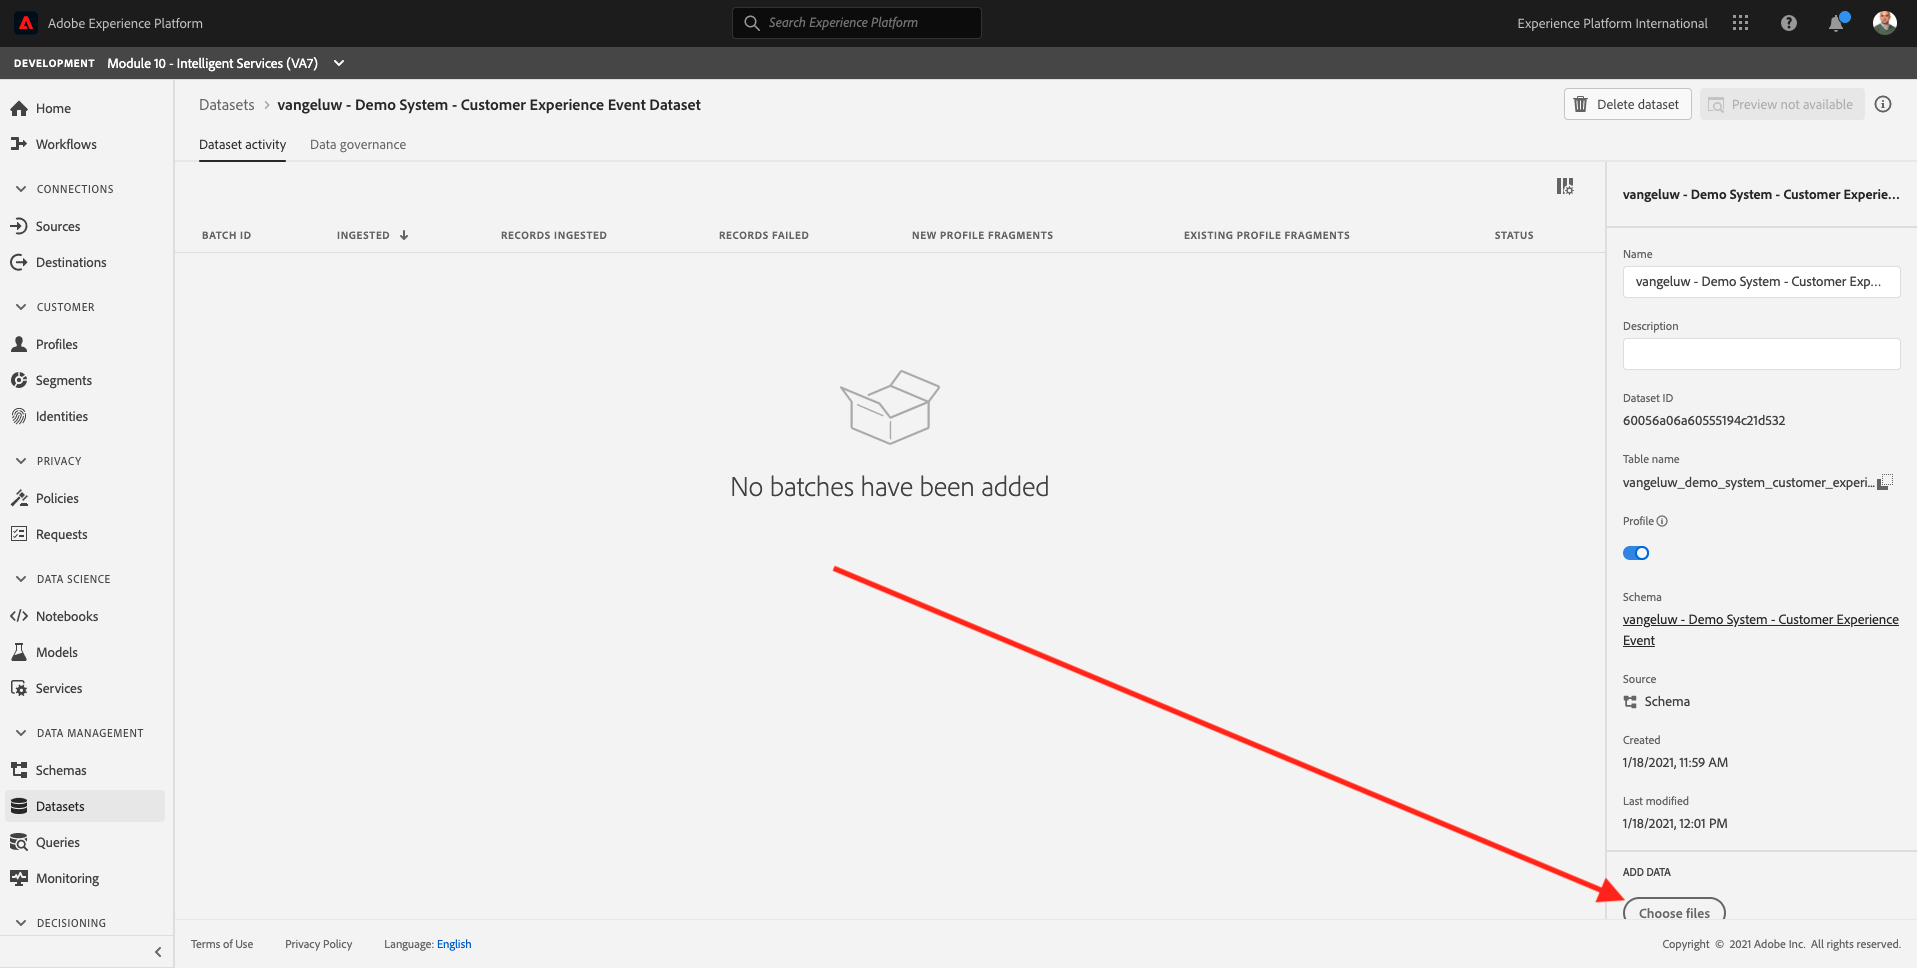 Adobe Experience Platform
Search Experience Platform
Experience Platform International
DEVELOPMENT Module 10 - Intelligent Services (VA7)
Home
Workflows
CONNECTIONS
Sources
Destinations
CUSTOMER
Profiles
Segments
Identities
PRIVACY
Policies
Requests
DATA SCIENCE
Notebooks
Models
Services
DATA MANAGEMENT
Schemas
Datasets
Queries
Monitoring
DECISIONING
Datasets > vangeluw - Demo System - Customer Experience Event Dataset
Delete dataset
Preview not available
Dataset activity Data governance
BATCH ID INGESTED RECORDS INGESTED RECORDS FAILED NEW PROFILE FRAGMENTS EXISTING PROFILE FRAGMENTS STATUS
No batches have been added
vangeluw - Demo System - Customer Experie...
Name
vangeluw - Demo System - Customer Exp...
Description
Dataset ID
60056a06a60555194c21d532
Table name
vangeluw_demo_system_customer_experi...
Profile
Schema
vangeluw - Demo System - Customer Experience
Event
Source
Schema
Created
1/18/2021, 11:59 AM
Last modified
1/18/2021, 12:01 PM
ADD DATA
Choose files
Terms of Use Privacy Policy Language: English
Copyright © 2021 Adobe Inc. All rights reserved.